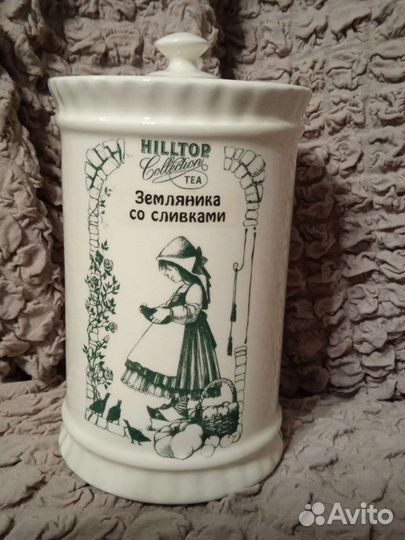 HILLTOP
Collection
TEA
Земляника
со сливками
Avito